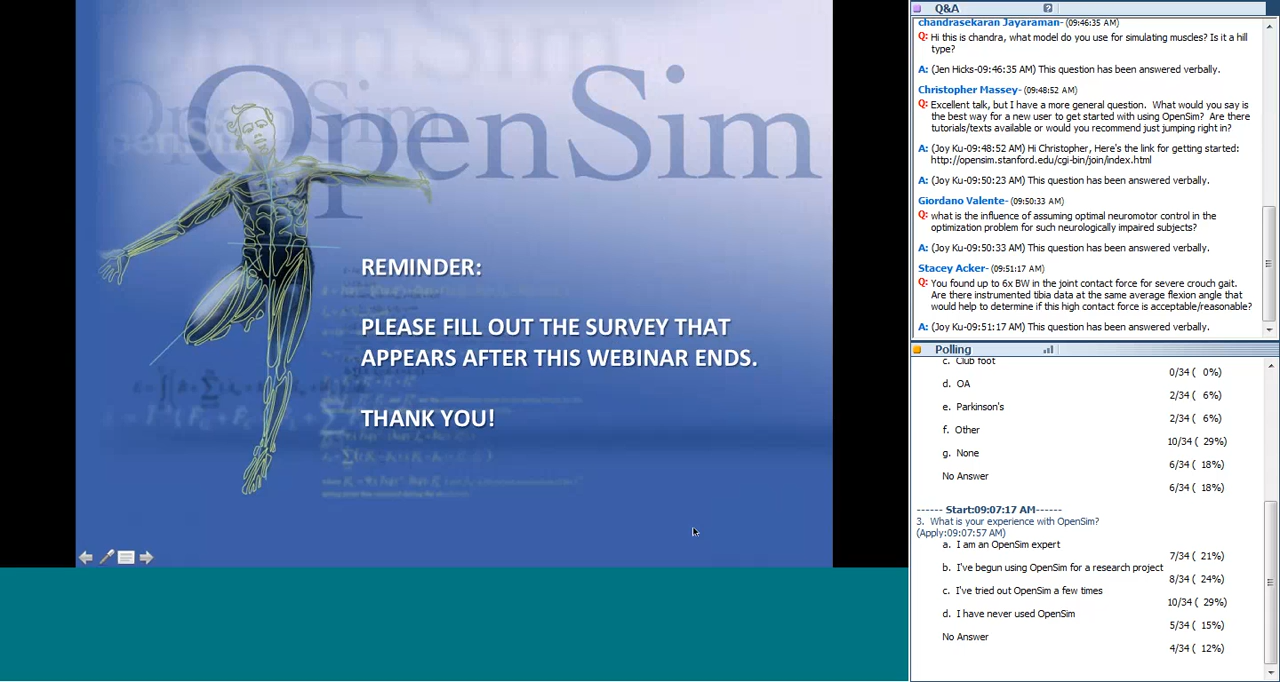 OpenSim
REMINDER:
PLEASE FILL OUT THE SURVEY THAT
APPEARS AFTER THIS WEBINAR ENDS.
THANK YOU!
Q&A
chandrasekaran Jayaraman- (09:46:35 AM)
Q: Hi this is chandra, what model do you use for simulating muscles? Is it a hill
type?
A: (Jen Hicks-09:46:35 AM) This question has been answered verbally.
Christopher Massey- (09:48:52 AM)
Q: Excellent talk, but I have a more general question. What would you say is
the best way for a new user to get started with using OpenSim? Are there
tutorials/texts available or would you recommend just jumping right in?
A: (Joy Ku-09:48:52 AM) Hi Christopher, Here's the link for getting started:
http://opensim.stanford.edu/cgi-bin/join/index.html
A: (Joy Ku-09:50:23 AM) This question has been answered verbally.
Giordano Valente- (09:50:33 AM)
Q: what is the influence of assuming optimal neuromotor control in the
optimization problem for such neurologically impaired subjects?
A: (Joy Ku-09:50:33 AM) This question has been answered verbally.
Stacey Acker- (09:51:17 AM)
Q: You found up to 6x BW in the joint contact force for severe crouch gait.
Are there instrumented tibia data at the same average flexion angle that
would help to determine if this high contact force is acceptable/reasonable?
A: (Joy Ku-09:51:17 AM) This question has been answered verbally.
Polling
c. Club foot
0/34 ( 0%)
d. OA
2/34 ( 6%)
e. Parkinson's
2/34 ( 6%)
f. Other
10/34 ( 29%)
g. None
6/34 ( 18%)
No Answer
6/34 ( 18%)
------ Start:09:07:17 AM------
3. What is your experience with OpenSim?
(Apply:09:07:57 AM)
a. I am an OpenSim expert
7/34 ( 21%)
b. I've begun using OpenSim for a research project
8/34 ( 24%)
c. I've tried out OpenSim a few times
10/34 ( 29%)
d. I have never used OpenSim
5/34 ( 15%)
No Answer
4/34 ( 12%)